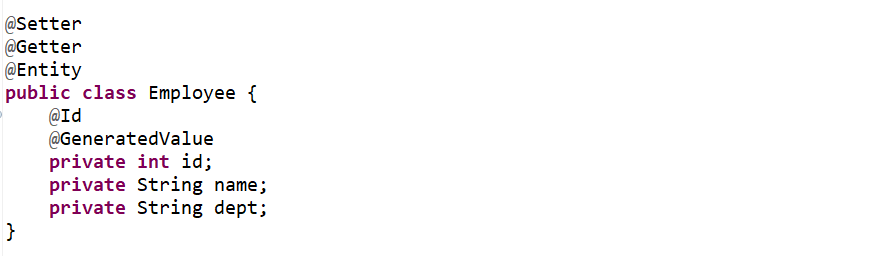 @Setter
@Getter
@Entity
public class Employee {
    @Id
    @GeneratedValue
    private int id;
    private String name;
    private String dept;
}